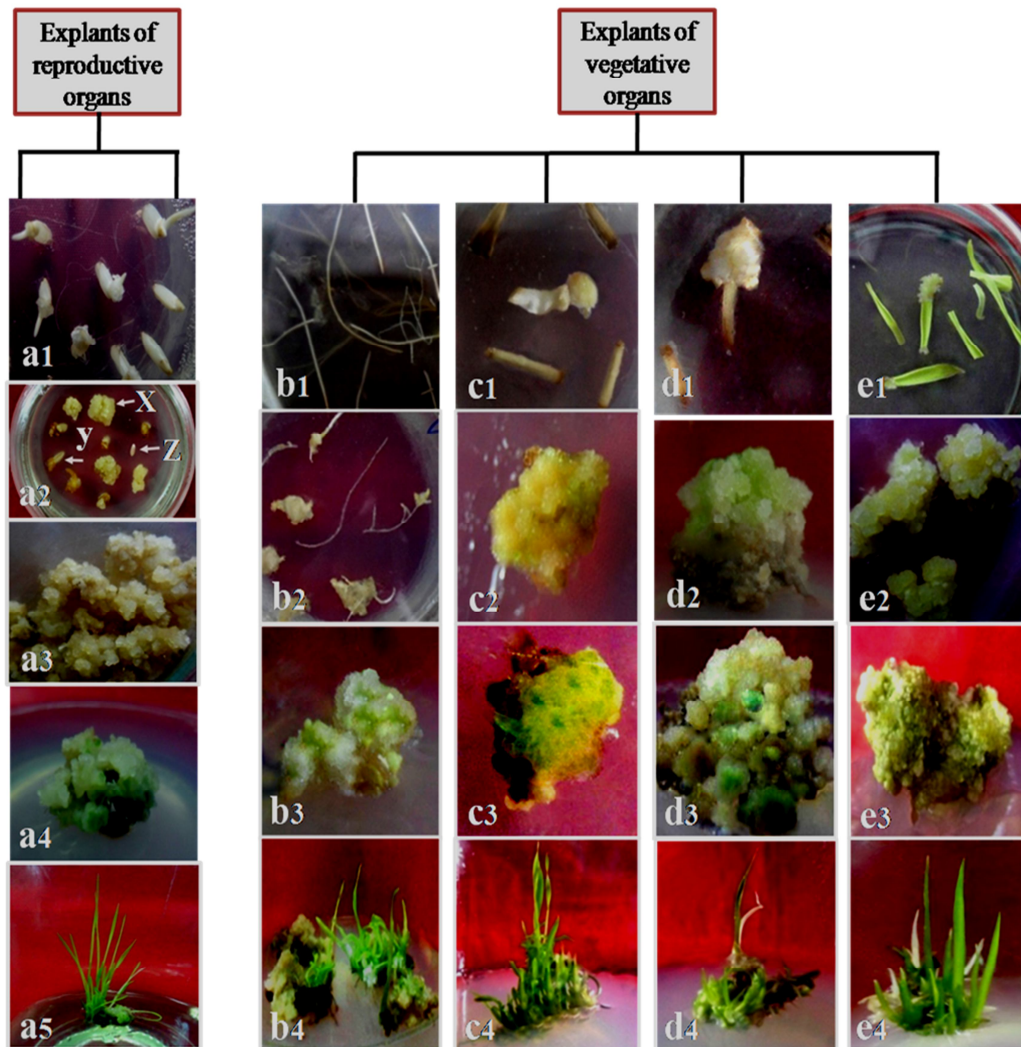 Explants of
reproductive
organs
Explants of
vegetative
organs
a1
b1
c1
d1
e1
X
y
Z
a2
b2
c2
d2
e2
a3
b3
c3
d3
e3
a4
a5
b4
c4
d4
e4